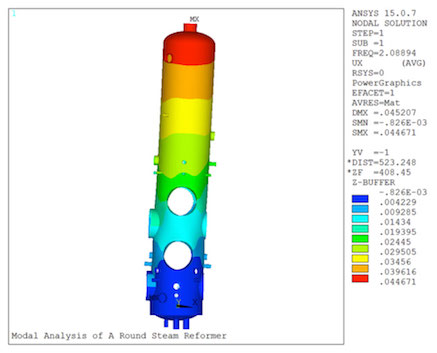 1
MX
ANSYS 15.0.7
NODAL SOLUTION
STEP=1
SUB =1
FREQ=2.08894
UX (AVG)
RSYS=0
PowerGraphics
EFACET=1
AVRES=Mat
DMX =.045207
SMN =-.826E-03
SMX =.044671
YV =-1
*DIST=523.248
*ZF =408.45
Z-BUFFER
-.826E-03
.004229
.009285
.01434
.019395
.02445
.029505
.03456
.039616
.044671
Modal Analysis of A Round Steam Reformer